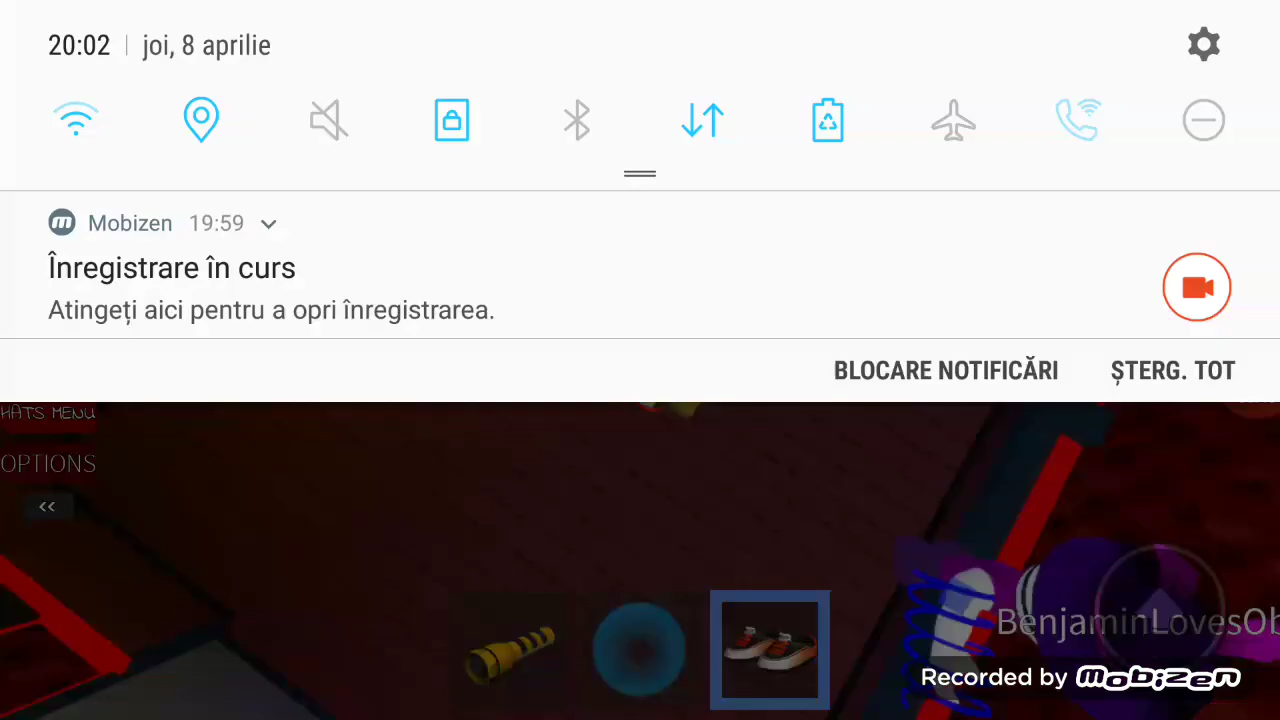 20:02 | joi, 8 aprilie
Mobizen 19:59
Înregistrare în curs
Atingeți aici pentru a opri înregistrarea.
BLOCARE NOTIFICĂRI ȘTERG. TOT
HATS MENU
OPTIONS
<<
BenjaminLovesOb
Recorded by mobizen